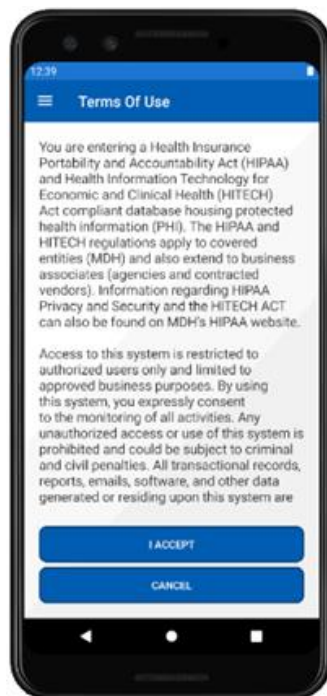 12:39
Terms Of Use
You are entering a Health Insurance
Portability and Accountability Act (HIPAA)
and Health Information Technology for
Economic and Clinical Health (HITECH)
Act compliant database housing protected
health information (PHI). The HIPAA and
HITECH regulations apply to covered
entities (MDH) and also extend to business
associates (agencies and contracted
vendors). Information regarding HIPAA
Privacy and Security and the HITECH ACT
can also be found on MDH's HIPAA website.
Access to this system is restricted to
authorized users only and limited to
approved business purposes. By using
this system, you expressly consent
to the monitoring of all activities. Any
unauthorized access or use of this system is
prohibited and could be subject to criminal
and civil penalties. All transactional records,
reports, emails, software, and other data
generated or residing upon this system are
I ACCEPT
CANCEL